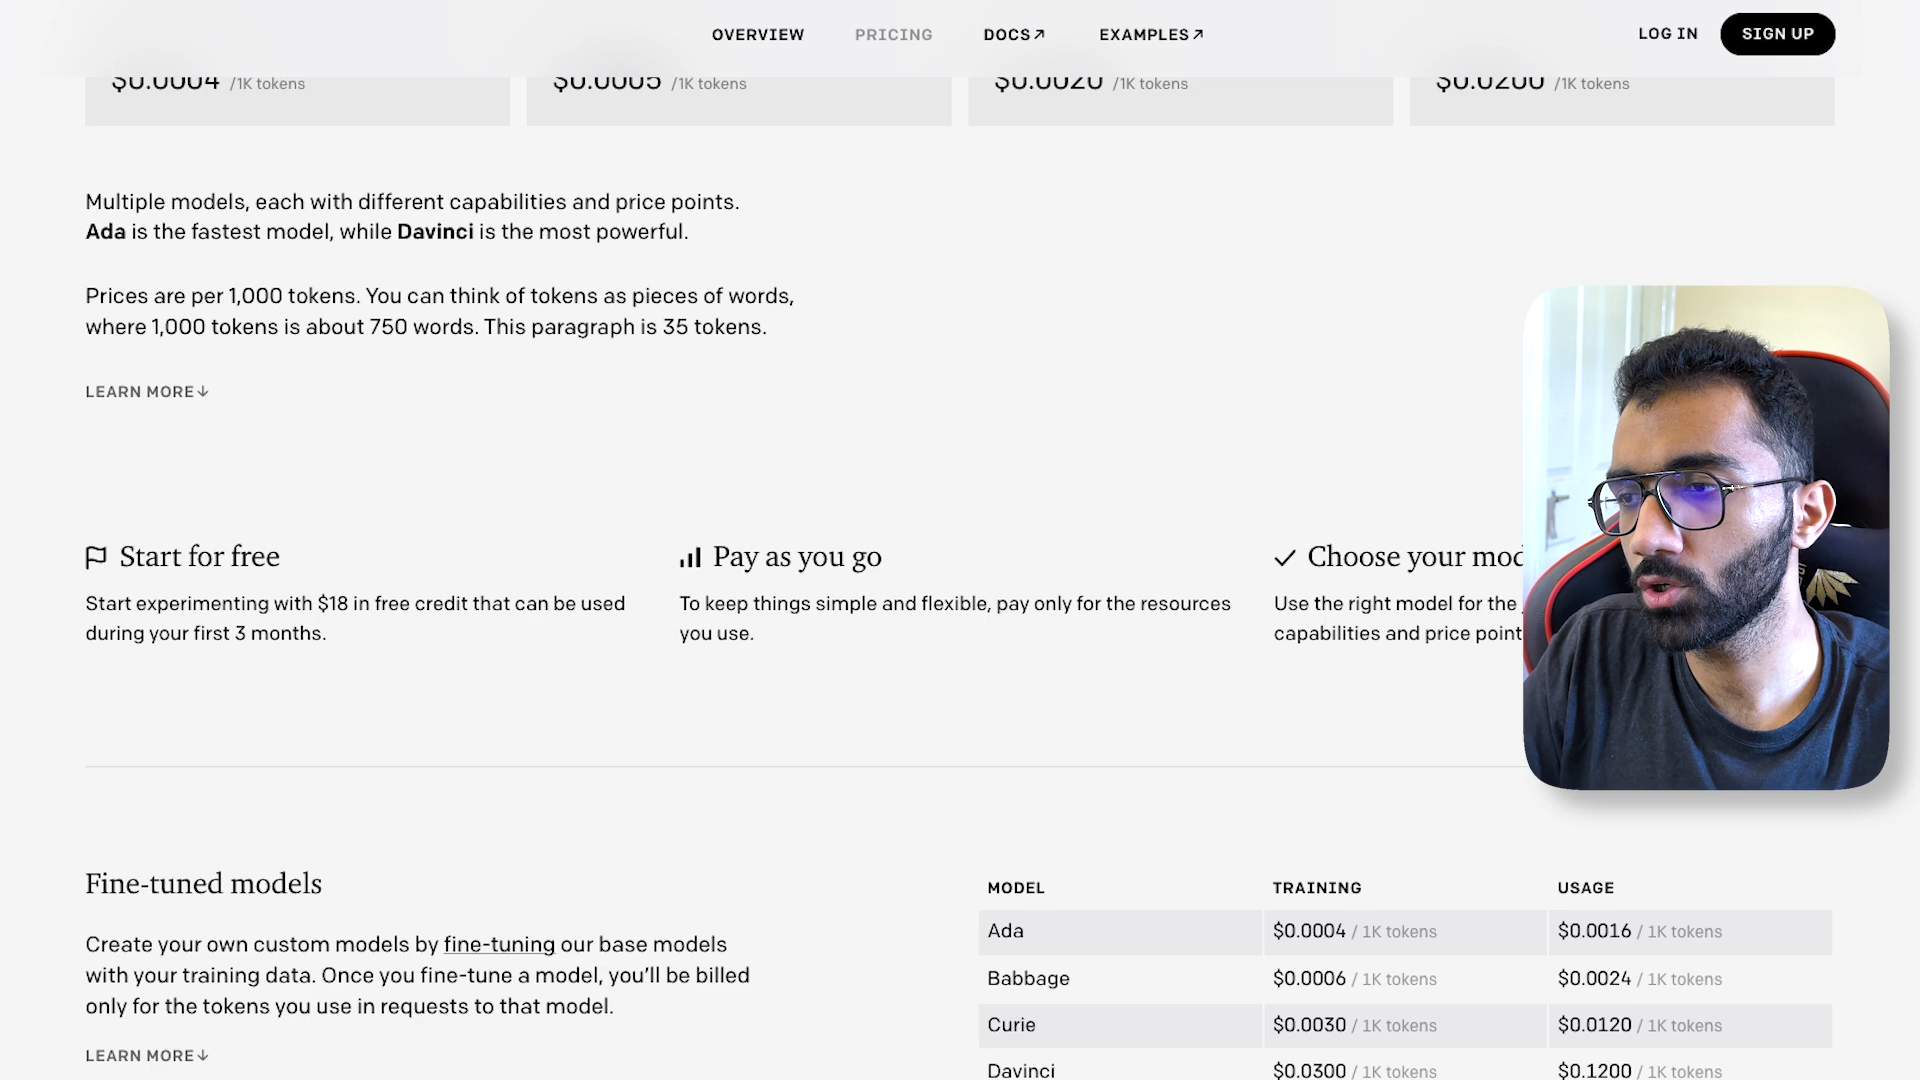 OVERVIEW PRICING DOCS↗ EXAMPLES↗ LOG IN SIGN UP
$0.0004 /1K tokens $0.0005 /1K tokens $0.0020 /1K tokens $0.0200 /1K tokens
Multiple models, each with different capabilities and price points.
Ada is the fastest model, while Davinci is the most powerful.
Prices are per 1,000 tokens. You can think of tokens as pieces of words,
where 1,000 tokens is about 750 words. This paragraph is 35 tokens.
LEARN MORE↓
Start for free
Start experimenting with $18 in free credit that can be used
during your first 3 months.
Pay as you go
To keep things simple and flexible, pay only for the resources
you use.
Choose your
Use the right model for the
capabilities and price
Fine-tuned models
Create your own custom models by fine-tuning our base models
with your training data. Once you fine-tune a model, you’ll be billed
only for the tokens you use in requests to that model.
LEARN MORE↓
MODEL TRAINING USAGE
Ada $0.0004 / 1K tokens $0.0016 / 1K tokens
Babbage $0.0006 / 1K tokens $0.0024 / 1K tokens
Curie $0.0030 / 1K tokens $0.0120 / 1K tokens
Davinci $0.0300 / 1K tokens $0.1200 / 1K tokens